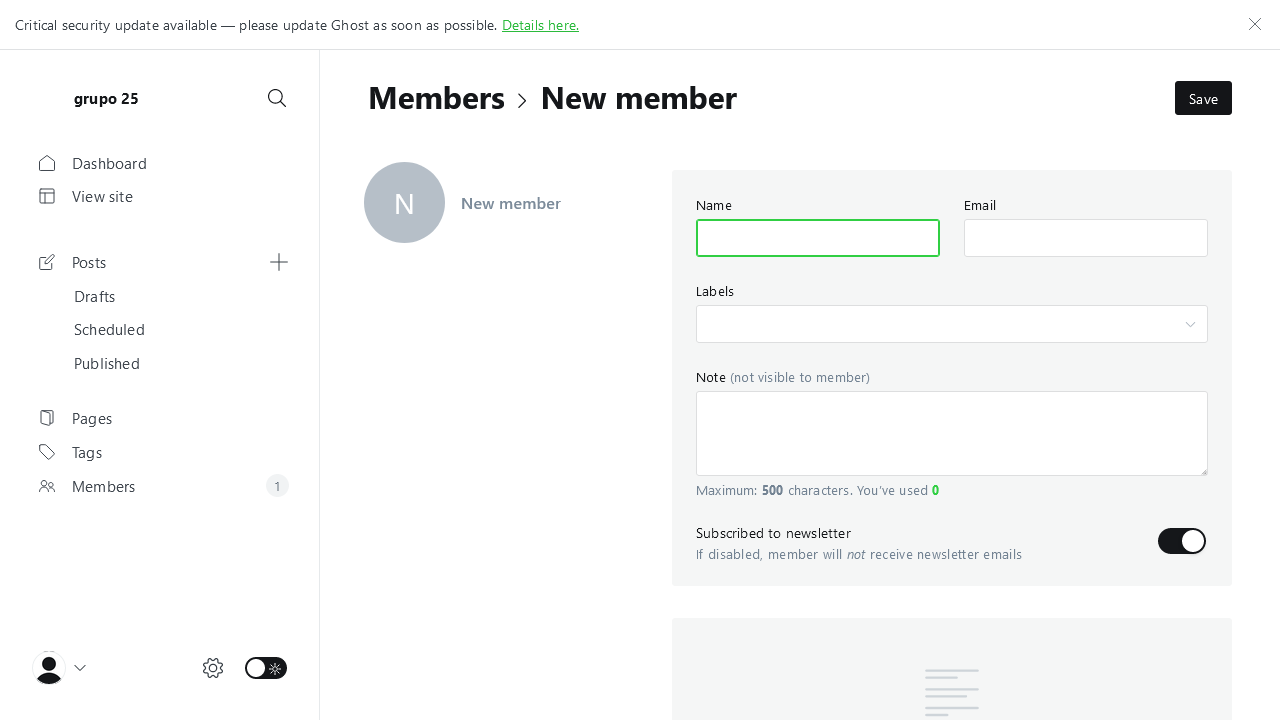 Critical security update available — please update Ghost as soon as possible. Details here.
grupo 25
Dashboard
View site
Posts
Drafts
Scheduled
Published
Pages
Tags
Members 1
Members > New member
Save
N
New member
Name
Email
Labels
Note (not visible to member)
Maximum: 500 characters. You've used 0
Subscribed to newsletter
If disabled, member will not receive newsletter emails